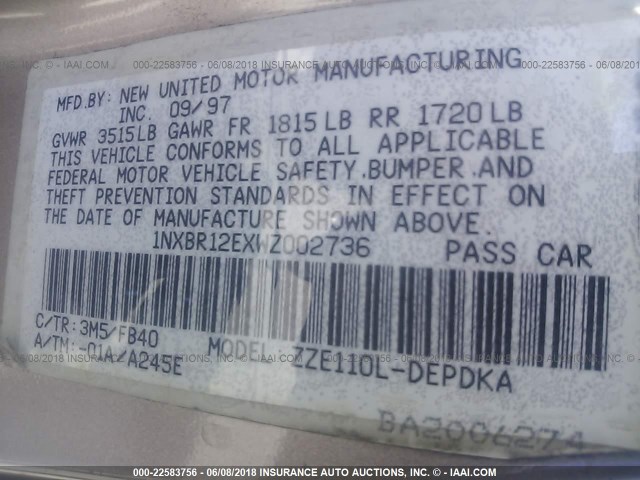 000-22583756 - 06/08/2018 INSURANCE AUTO AUCTIONS INC. © - IAAI.COM
MFD.BY: NEW UNITED MOTOR MANUFACTURING
INC. 09/97
GVWR 3515LB GAWR FR 1815LB RR 1720LB
THIS VEHICLE CONFORMS TO ALL APPLICABLE
FEDERAL MOTOR VEHICLE SAFETY,BUMPER,AND
THEFT PREVENTION STANDARDS IN EFFECT ON
THE DATE OF MANUFACTURE SHOWN ABOVE.
1NXBR12EXWZ002736 PASS CAR
C/TR:3M5/FB40
A/TM:-01A/A245E MODEL: ZZE110L-DEPDKA
BA2006274
000-22583756 - 06/08/2018 INSURANCE AUTO AUCTIONS INC. © - IAAI.COM